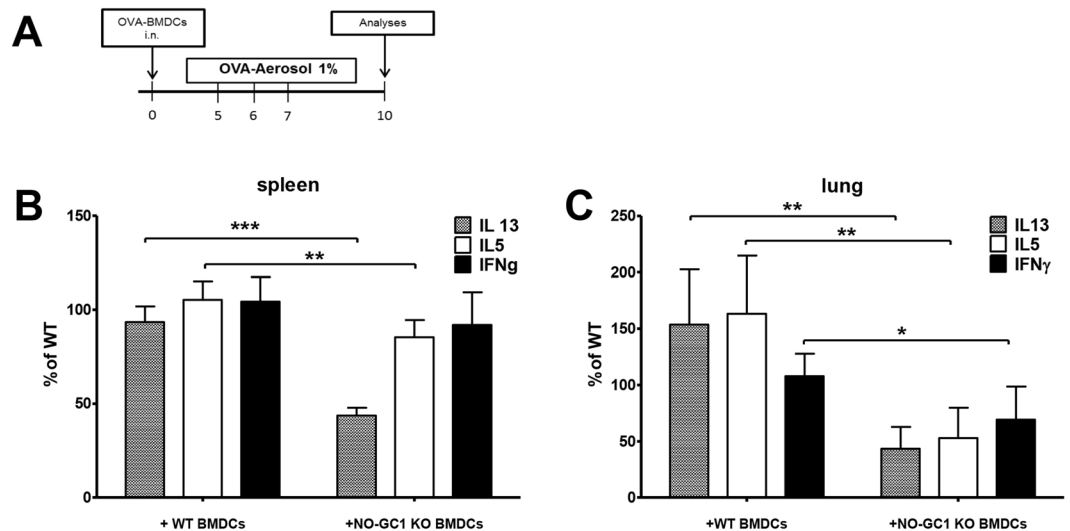 A
OVA-BMDCs
i.n.
Analyses
OVA-Aerosol 1%
0 5 6 7 10
B
spleen
150
100
50
0
% of WT
***
**
IL 13
IL5
IFNg
+ WT BMDCs
+NO-GC1 KO BMDCs
C
lung
250
200
150
100
50
0
% of WT
**
**
*
IL13
IL5
IFNγ
+WT BMDCs
+NO-GC1 KO BMDCs